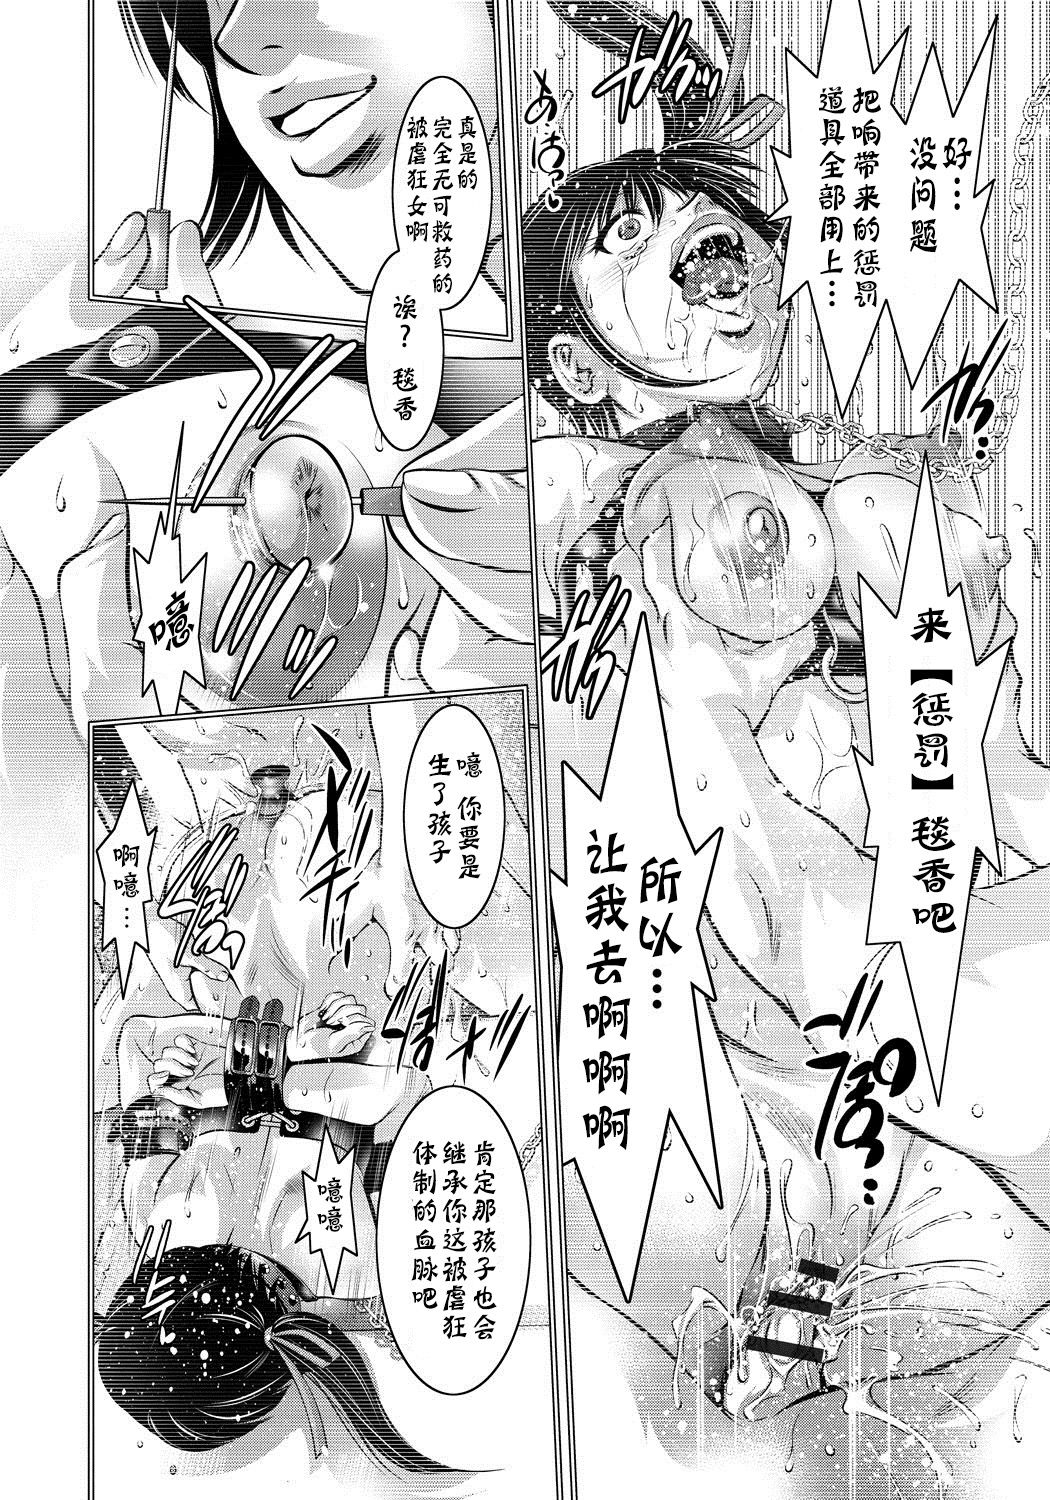 好…
没问题
把响带来的惩罚
道具全部用上…
来【惩罚】毯香吧
所以…
让我去啊啊啊
真是的
完全无可救药的
被虐狂女啊
诶？毯香
噫
噫 你要是
生了孩子
啊噫…
噫噫
肯定那孩子也会
继承你这被虐狂
体制的血脉吧